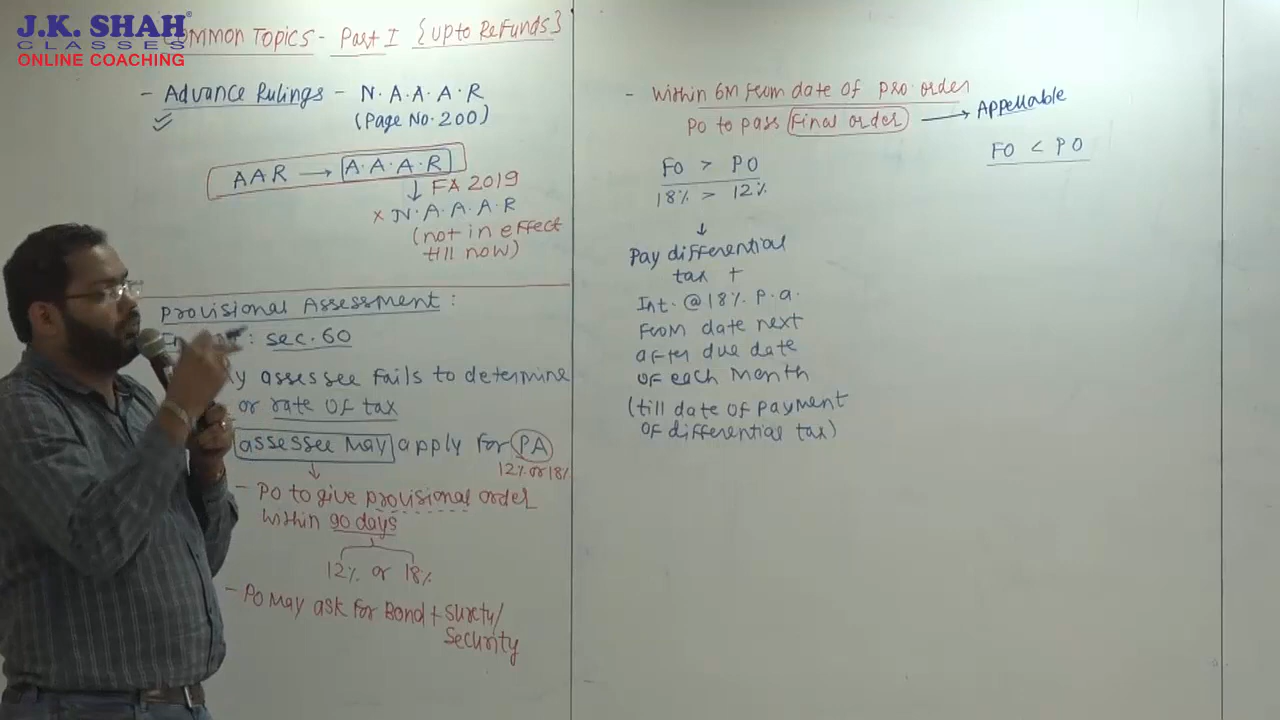 J.K. SHAH
CLASSES
ONLINE COACHING
COMMON TOPICS - Part I {upto Refunds}
- Advance Rulings - N.A.A.A.R
(Page No. 200)
AAR → A.A.A.R
↓ FA 2019
x N.A.A.A.R
(not in effect
till now)
Provisional Assessment:
: sec. 60
assessee fails to determine
or rate of tax
assessee may apply for PA
12% or 18%
↓
- PO to give provisional order
within 90 days
12% or 18%
- PO may ask for Bond + Surety/
Security
- Within 6M from date of pro. order
PO to pass Final order → Appellable
FO > PO
18% > 12%
↓
Pay differential
tax +
Int. @ 18% p.a.
from date next
after due date
of each month
(till date of payment
of differential tax)
FO < PO